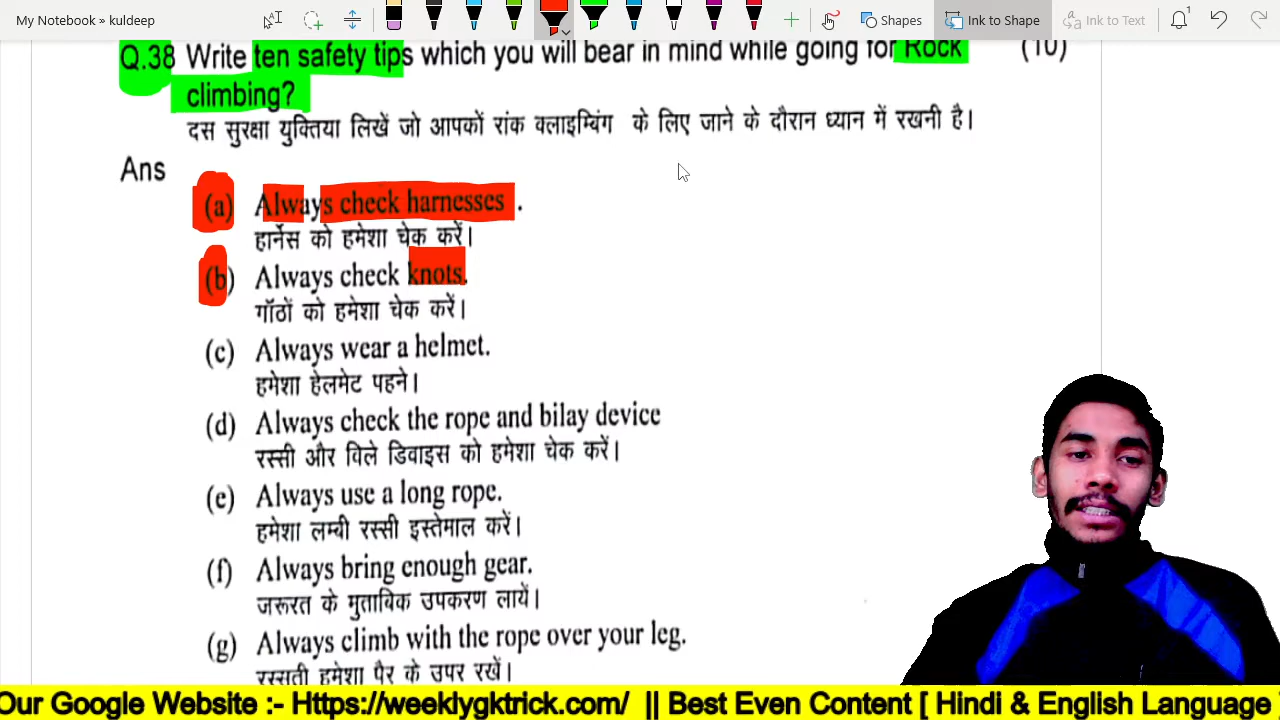 My Notebook » kuldeep
Shapes
Ink to Shape
Ink to Text
Q.38 Write ten safety tips which you will bear in mind while going for Rock (10)
climbing?
दस सुरक्षा युक्तिया लिखें जो आपकों रांक क्लाइम्बिंग के लिए जाने के दौरान ध्यान में रखनी है।
Ans
(a) Always check harnesses .
हार्नेस को हमेशा चेक करें।
(b) Always check knots.
गाँठों को हमेशा चेक करें।
(c) Always wear a helmet.
हमेशा हेलमेट पहने।
(d) Always check the rope and bilay device
रस्सी और विले डिवाइस को हमेशा चेक करें।
(e) Always use a long rope.
हमेशा लम्बी रस्सी इस्तेमाल करें।
(f) Always bring enough gear.
जरूरत के मुताबिक उपकरण लायें।
(g) Always climb with the rope over your leg.
रस्सती हमेशा पैर के उपर रखें।
Our Google Website :- Https://weeklygktrick.com/ || Best Even Content [ Hindi & English Language